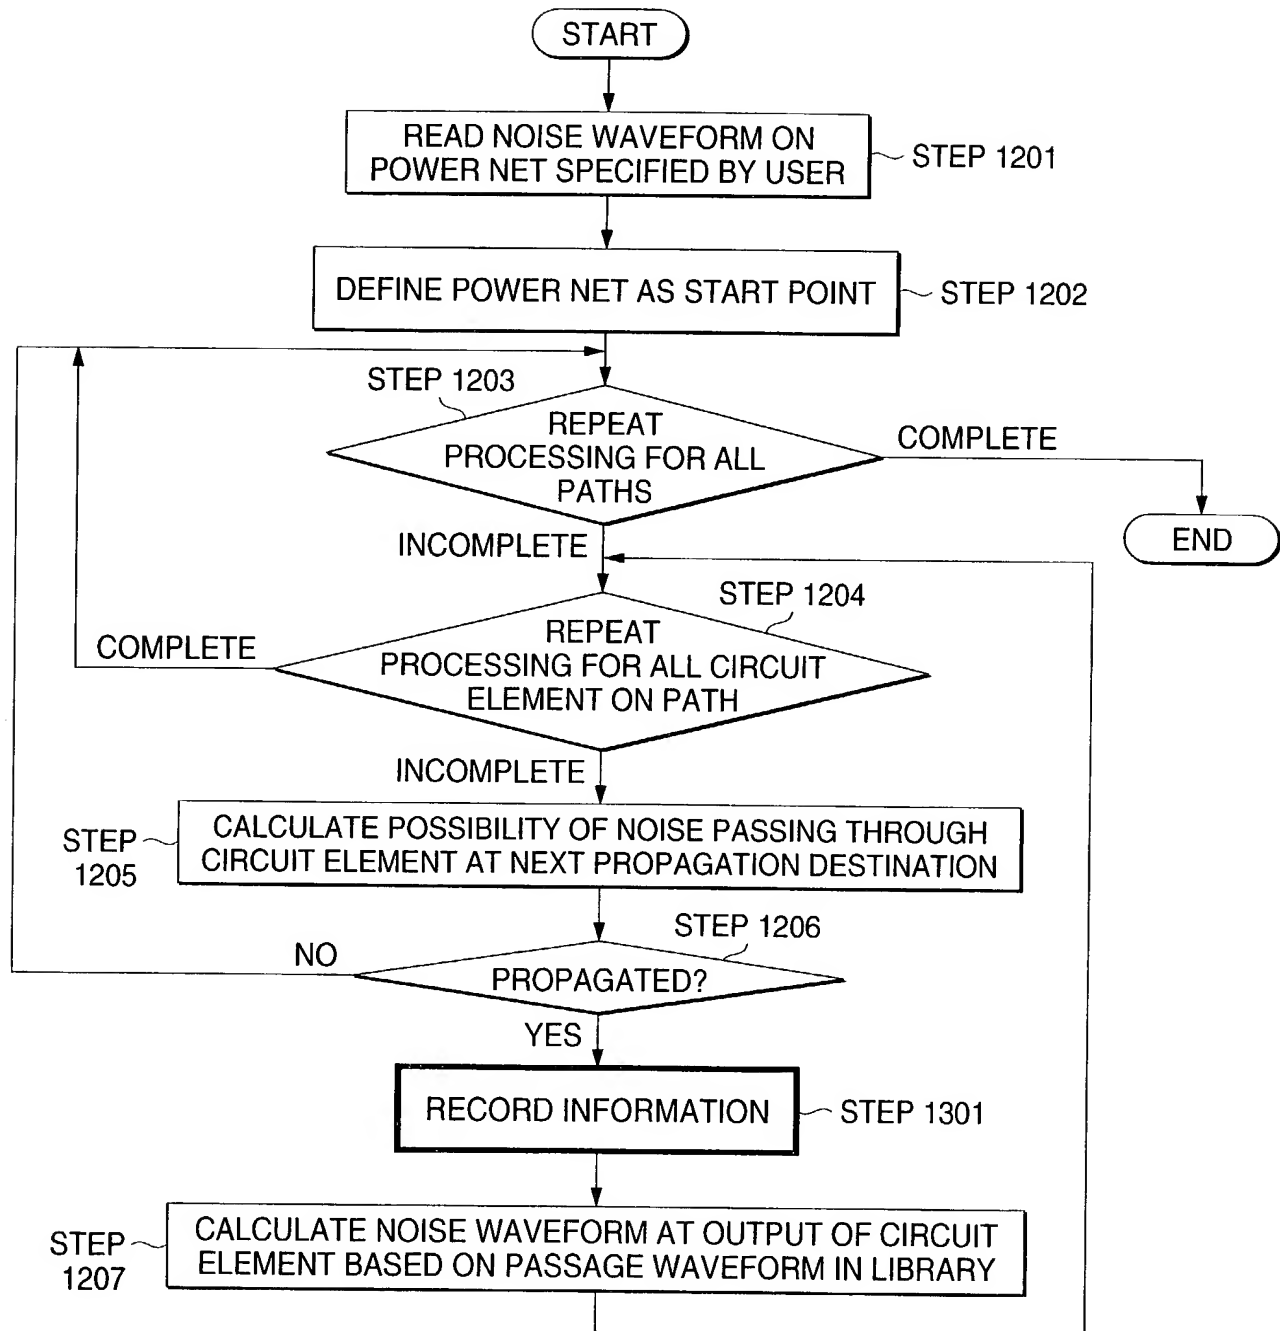 START
READ NOISE WAVEFORM ON
POWER NET SPECIFIED BY USER
STEP 1201
DEFINE POWER NET AS START POINT
STEP 1202
STEP 1203
REPEAT
PROCESSING FOR ALL
PATHS
COMPLETE
END
INCOMPLETE
STEP 1204
REPEAT
PROCESSING FOR ALL CIRCUIT
ELEMENT ON PATH
COMPLETE
INCOMPLETE
STEP
1205
CALCULATE POSSIBILITY OF NOISE PASSING THROUGH
CIRCUIT ELEMENT AT NEXT PROPAGATION DESTINATION
STEP 1206
NO
PROPAGATED?
YES
RECORD INFORMATION
STEP 1301
STEP
1207
CALCULATE NOISE WAVEFORM AT OUTPUT OF CIRCUIT
ELEMENT BASED ON PASSAGE WAVEFORM IN LIBRARY